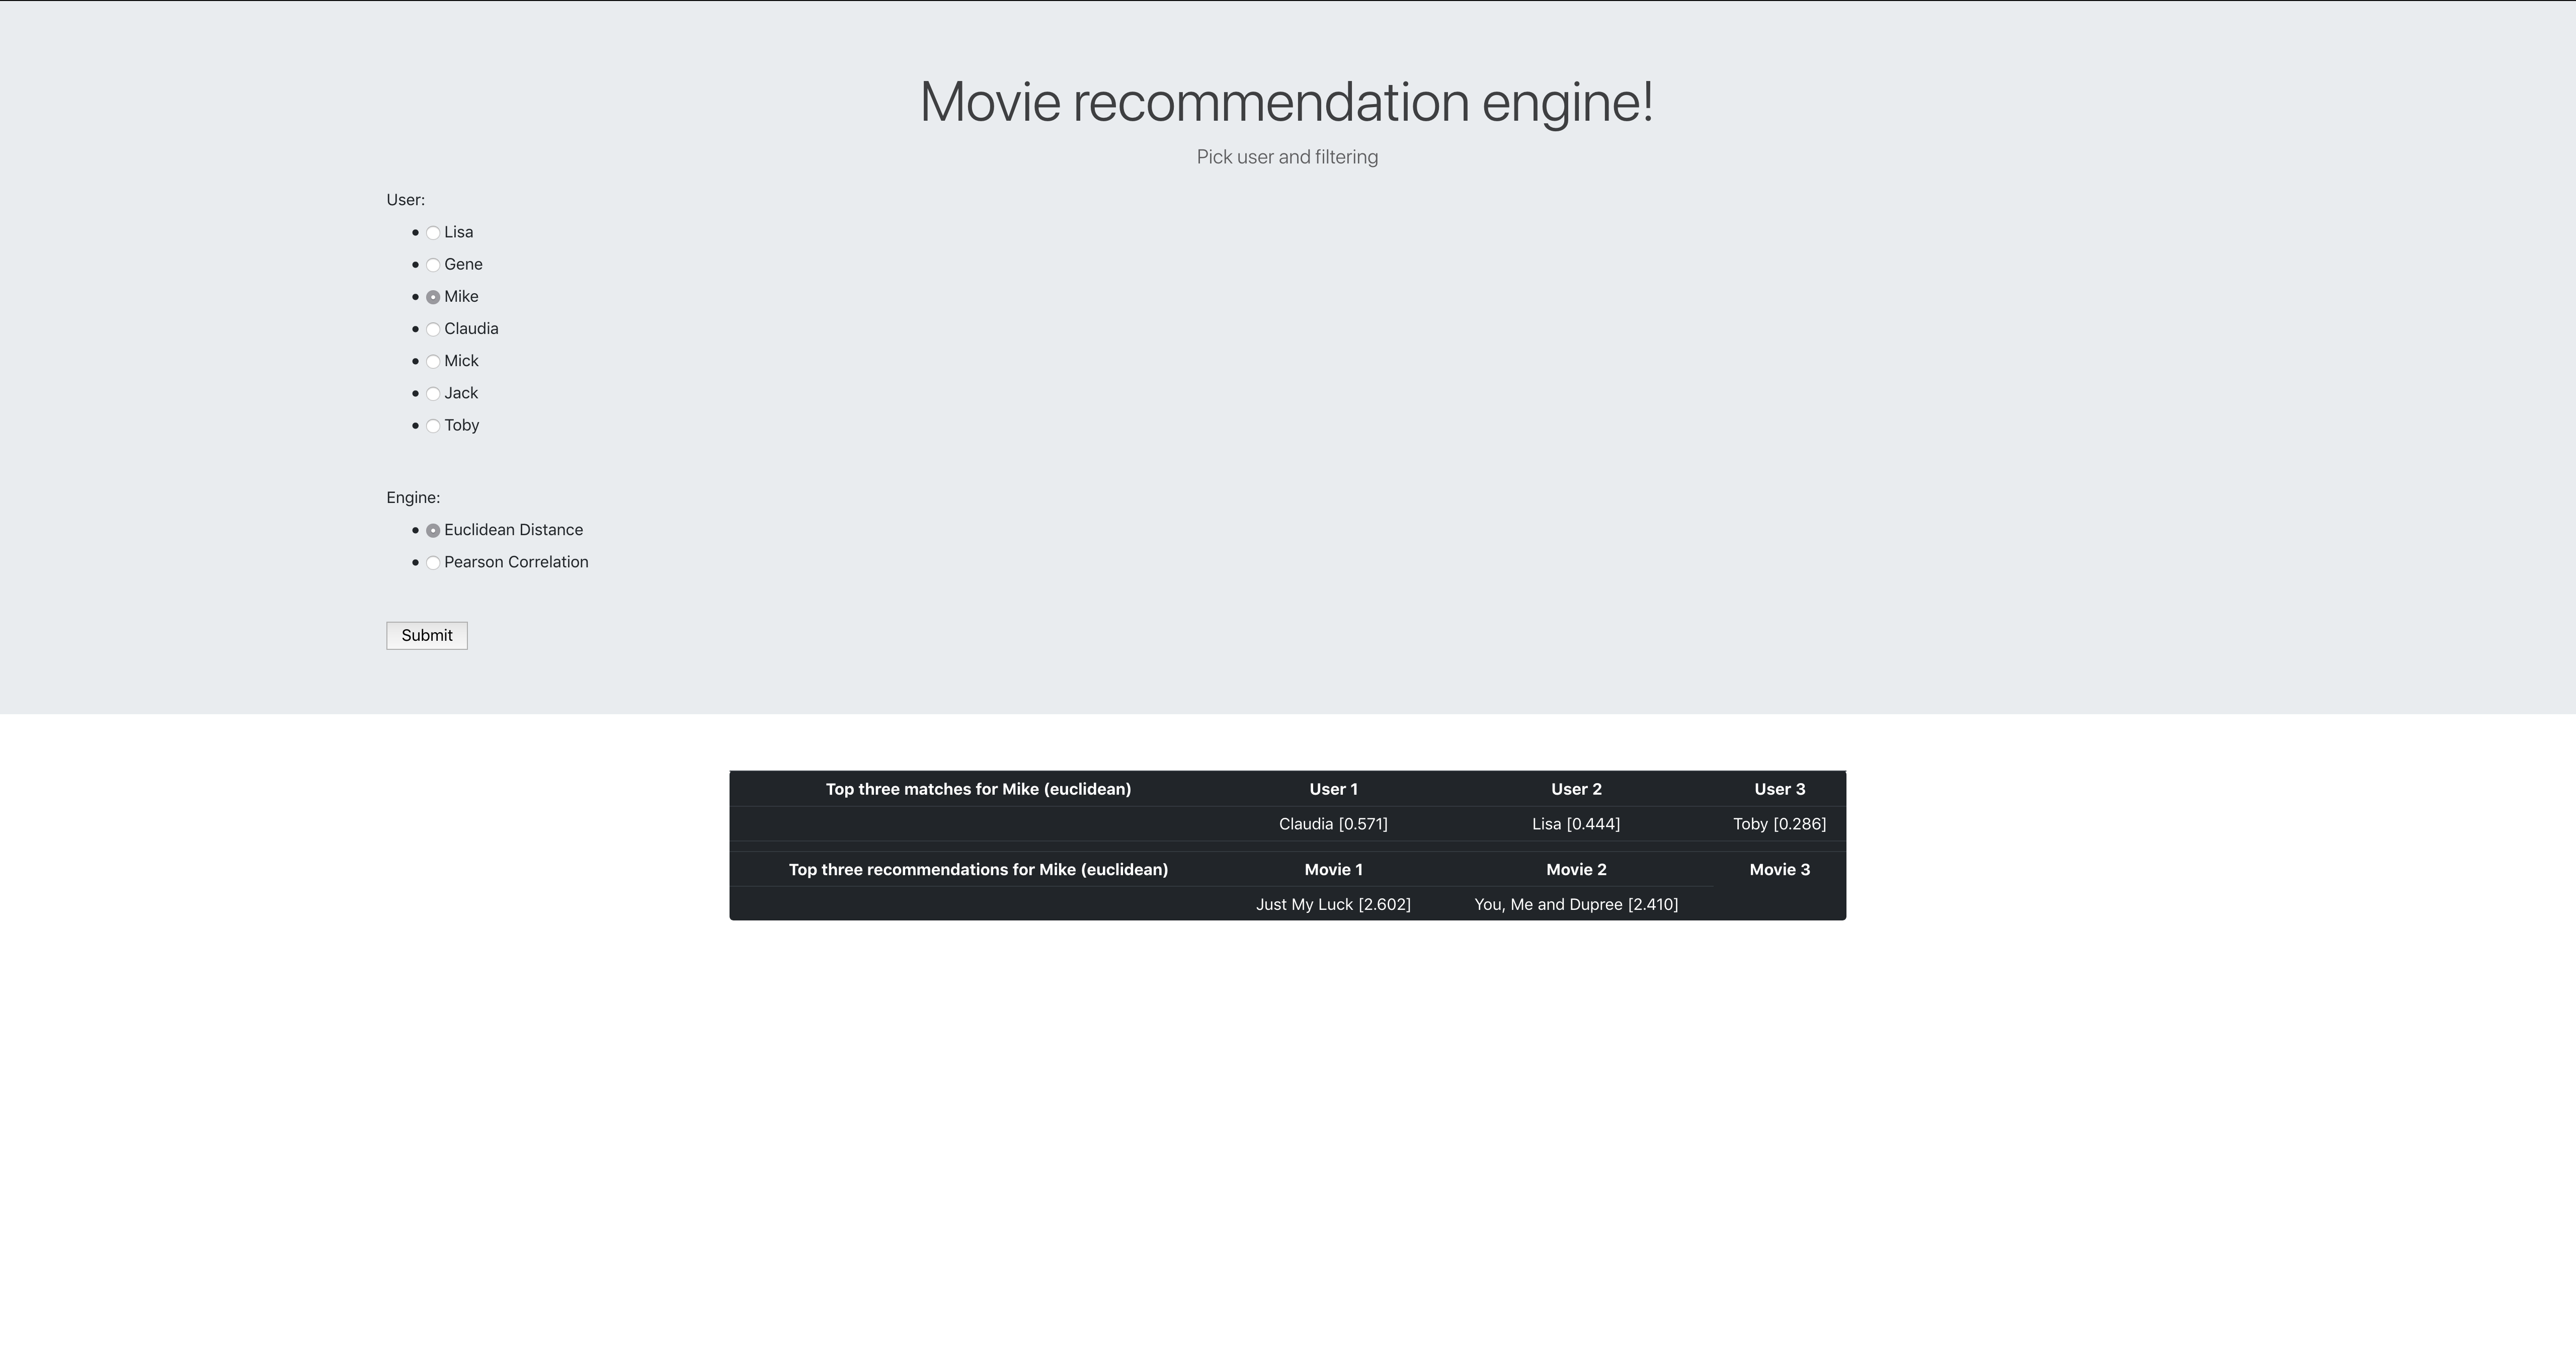 Movie recommendation engine!
Pick user and filtering
User:
Lisa
Gene
Mike
Claudia
Mick
Jack
Toby
Engine:
Euclidean Distance
Pearson Correlation
Submit
Top three matches for Mike (euclidean) User 1 User 2 User 3
Claudia [0.571] Lisa [0.444] Toby [0.286]
Top three recommendations for Mike (euclidean) Movie 1 Movie 2 Movie 3
Just My Luck [2.602] You, Me and Dupree [2.410]